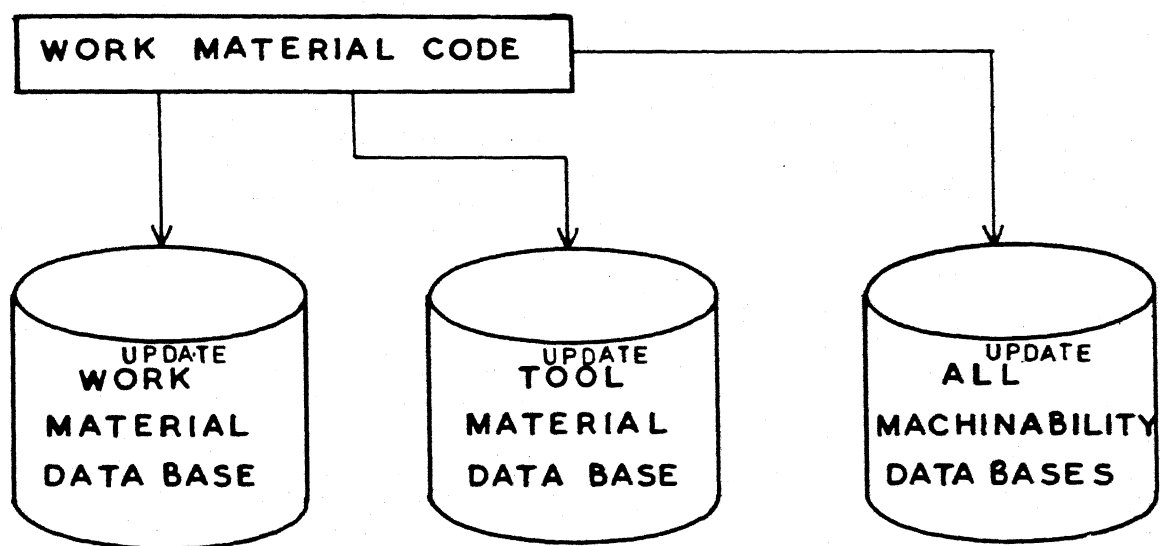 WORK MATERIAL CODE
UPDATE
WORK
MATERIAL
DATA BASE
UPDATE
TOOL
MATERIAL
DATA BASE
UPDATE
ALL
MACHINABILITY
DATA BASES